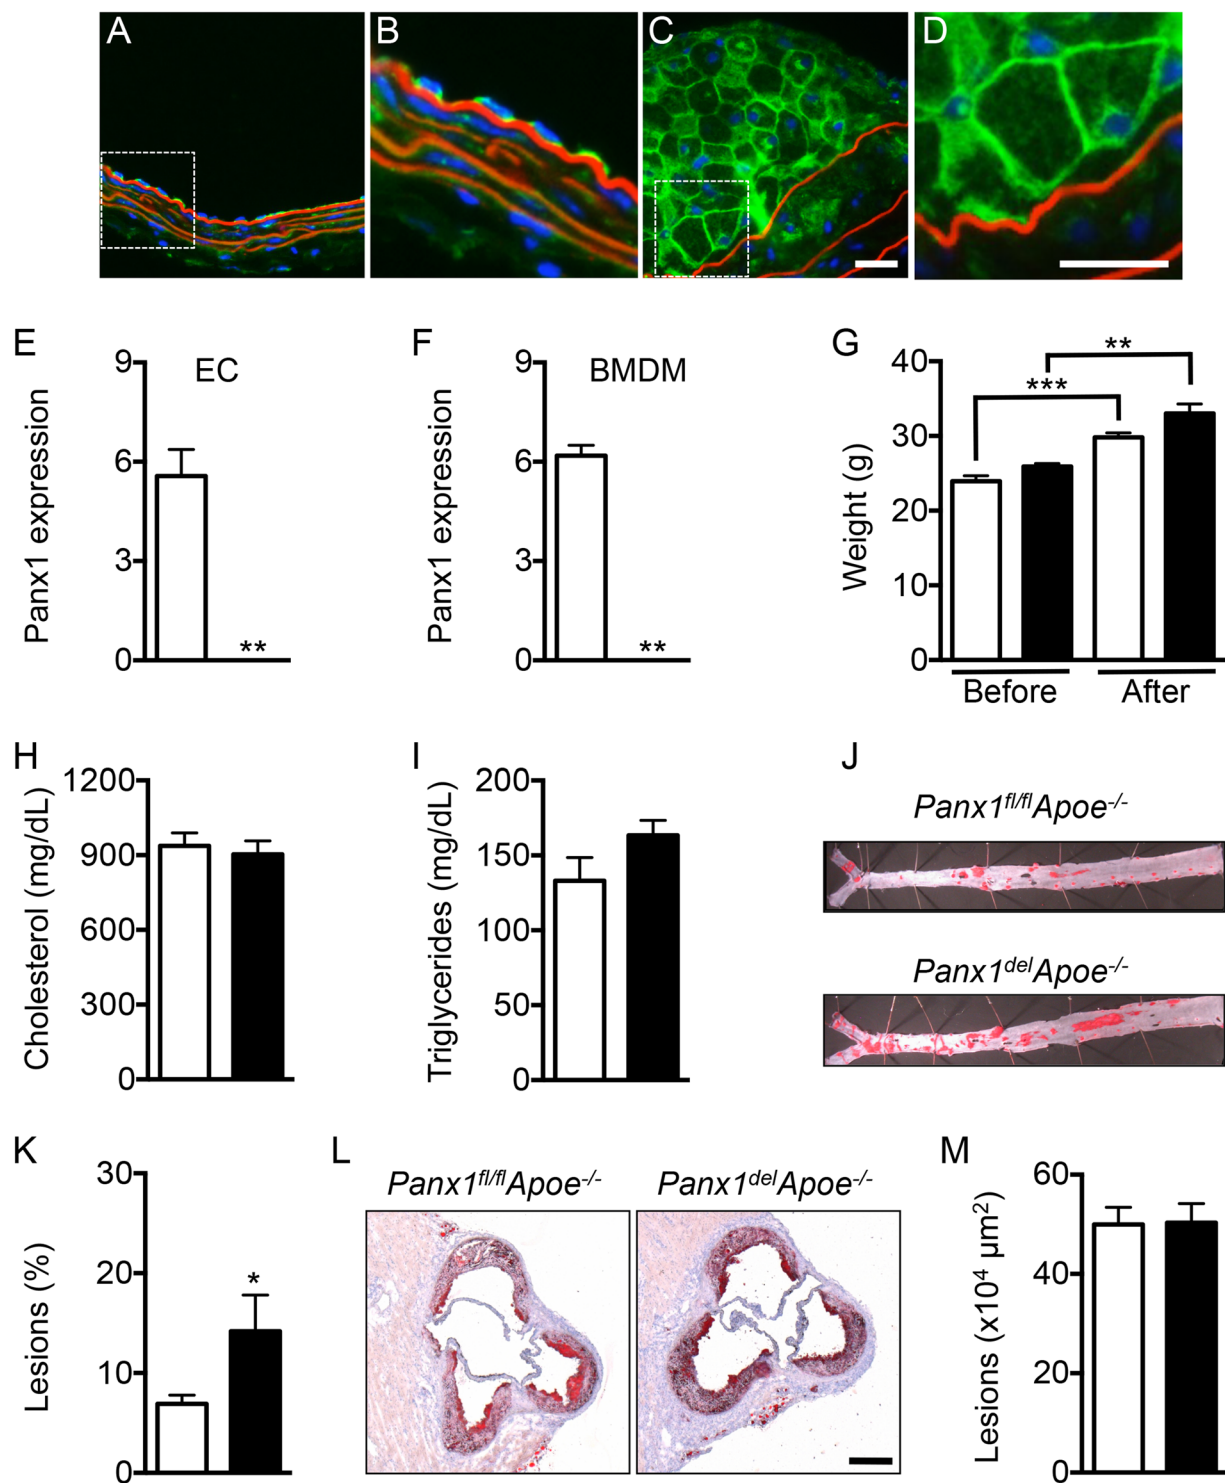 A
B
C
D
E
EC
Panx1 expression
9
6
3
0
**
F
BMDM
Panx1 expression
9
6
3
0
**
G
Weight (g)
40
30
20
10
0
***
**
Before
After
H
Cholesterol (mg/dL)
1200
900
600
300
0
I
Triglycerides (mg/dL)
200
150
100
50
0
J
Panx1fl/flApoe-/-
Panx1delApoe-/-
K
Lesions (%)
30
20
10
0
*
L
Panx1fl/flApoe-/-
Panx1delApoe-/-
M
Lesions (x10⁴ µm²)
60
40
20
0